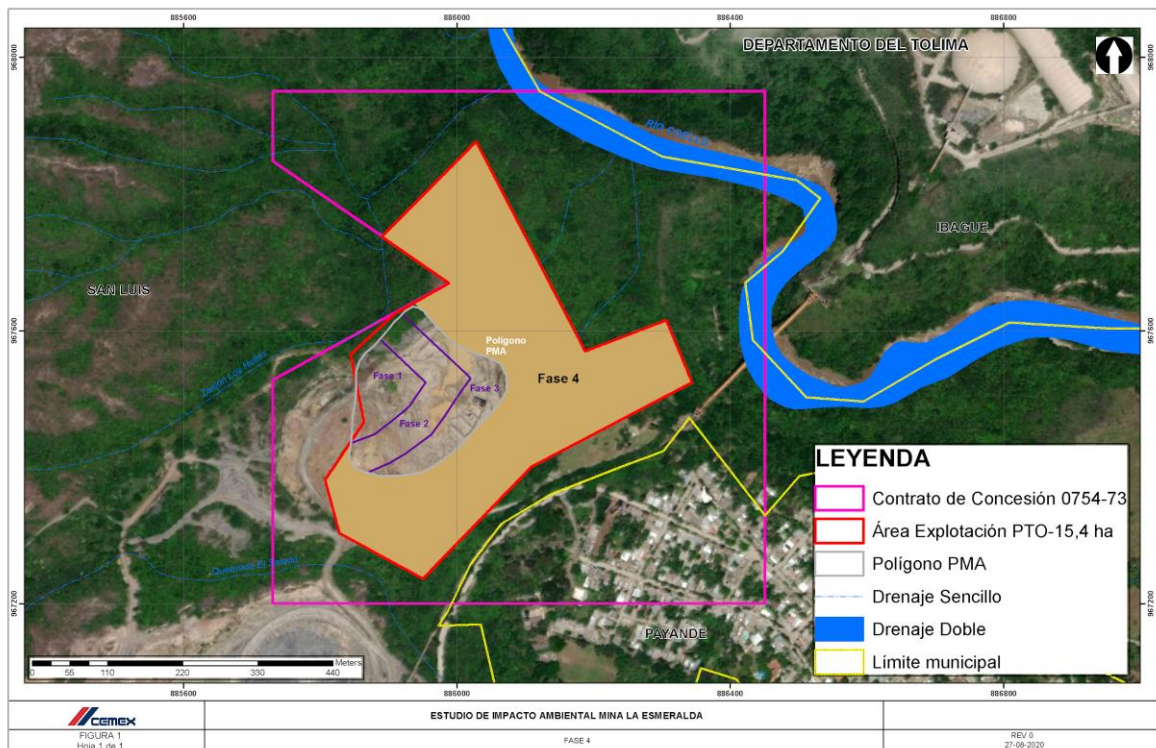 885600
886000
886400
886800
968000
968000
DEPARTAMENTO DEL TOLIMA
RÍO COELLO
IBAGUE
SAN LUIS
967600
967600
Polígono
PMA
Zanjón Los Huilos
Fase 1
Fase 3
Fase 4
Fase 2
LEYENDA
Contrato de Concesión 0754-73
Área Explotación PTO-15,4 ha
Polígono PMA
Drenaje Sencillo
Drenaje Doble
Límite municipal
Quebrada El Salado
967200
967200
PAYANDE
Meters
0 55 110 220 330 440
885600
886000
886400
886800
CEMEX
ESTUDIO DE IMPACTO AMBIENTAL MINA LA ESMERALDA
FIGURA 1
Hoja 1 de 1
FASE 4
REV 0
27-08-2020